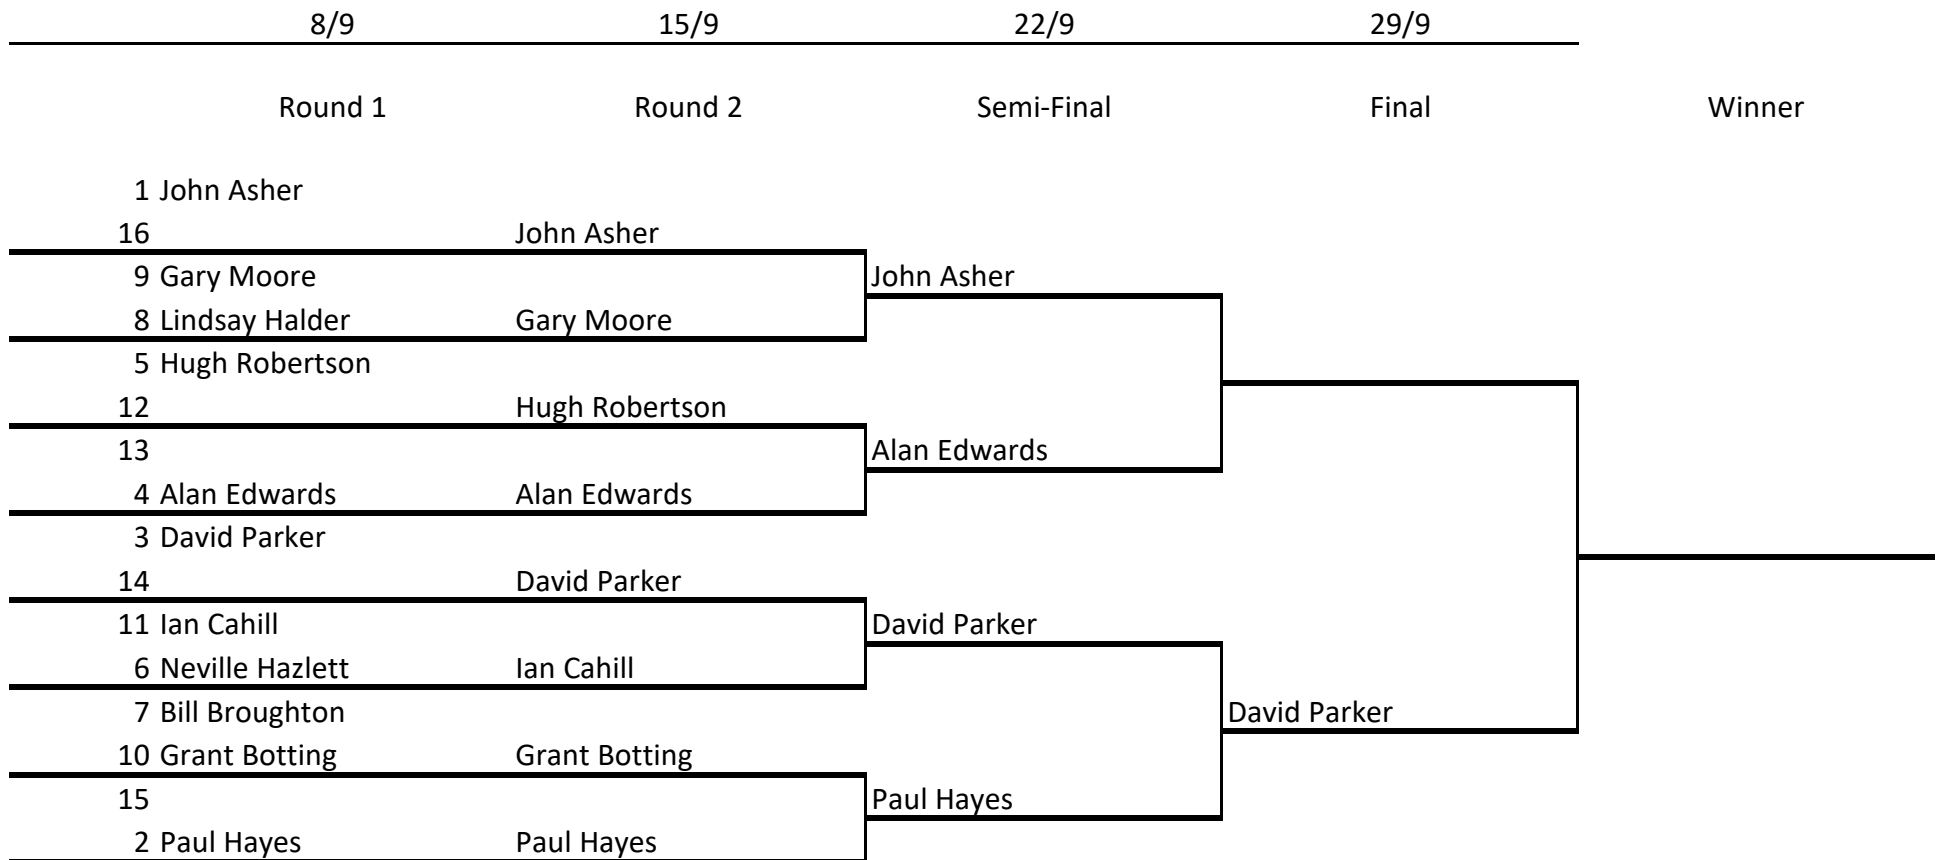 8/9 15/9 22/9 29/9
Round 1 Round 2 Semi-Final Final Winner
1 John Asher
16 John Asher
9 Gary Moore John Asher
8 Lindsay Halder Gary Moore
5 Hugh Robertson
12 Hugh Robertson
13 Alan Edwards
4 Alan Edwards Alan Edwards
3 David Parker
14 David Parker
11 Ian Cahill David Parker
6 Neville Hazlett Ian Cahill
7 Bill Broughton David Parker
10 Grant Botting Grant Botting
15 Paul Hayes
2 Paul Hayes Paul Hayes